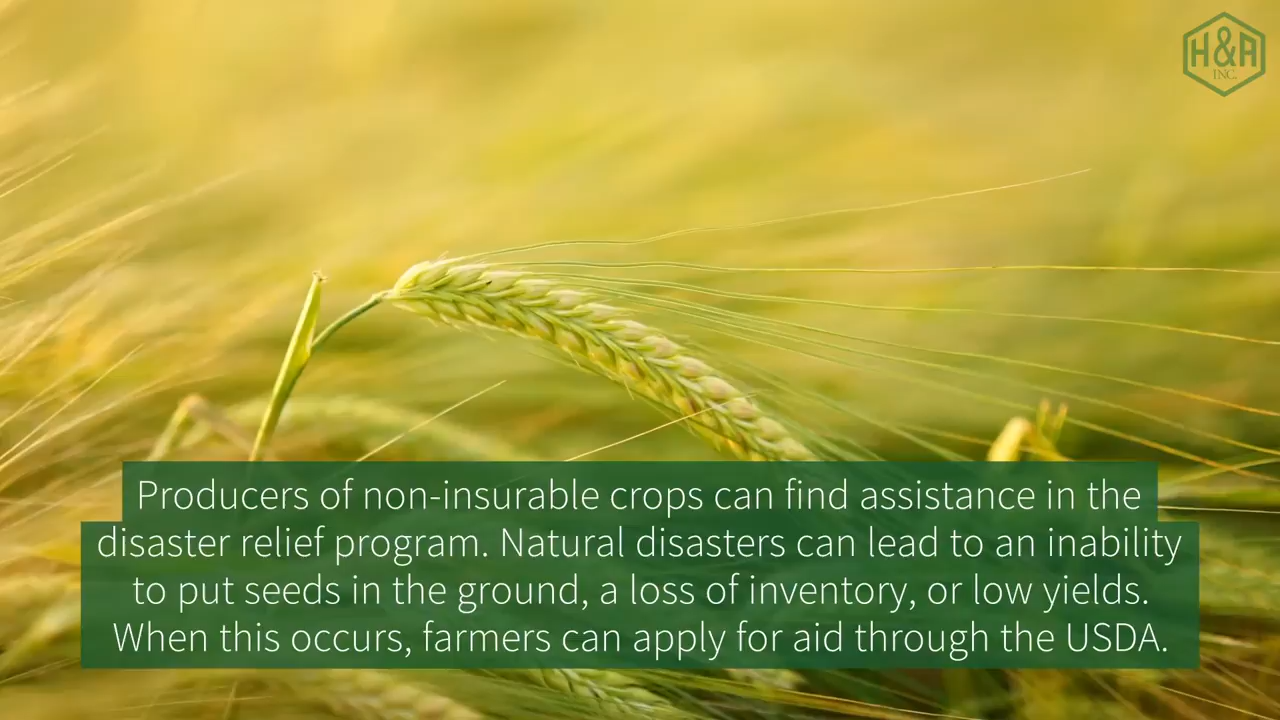 H&A
INC.
Producers of non-insurable crops can find assistance in the
disaster relief program. Natural disasters can lead to an inability
to put seeds in the ground, a loss of inventory, or low yields.
When this occurs, farmers can apply for aid through the USDA.